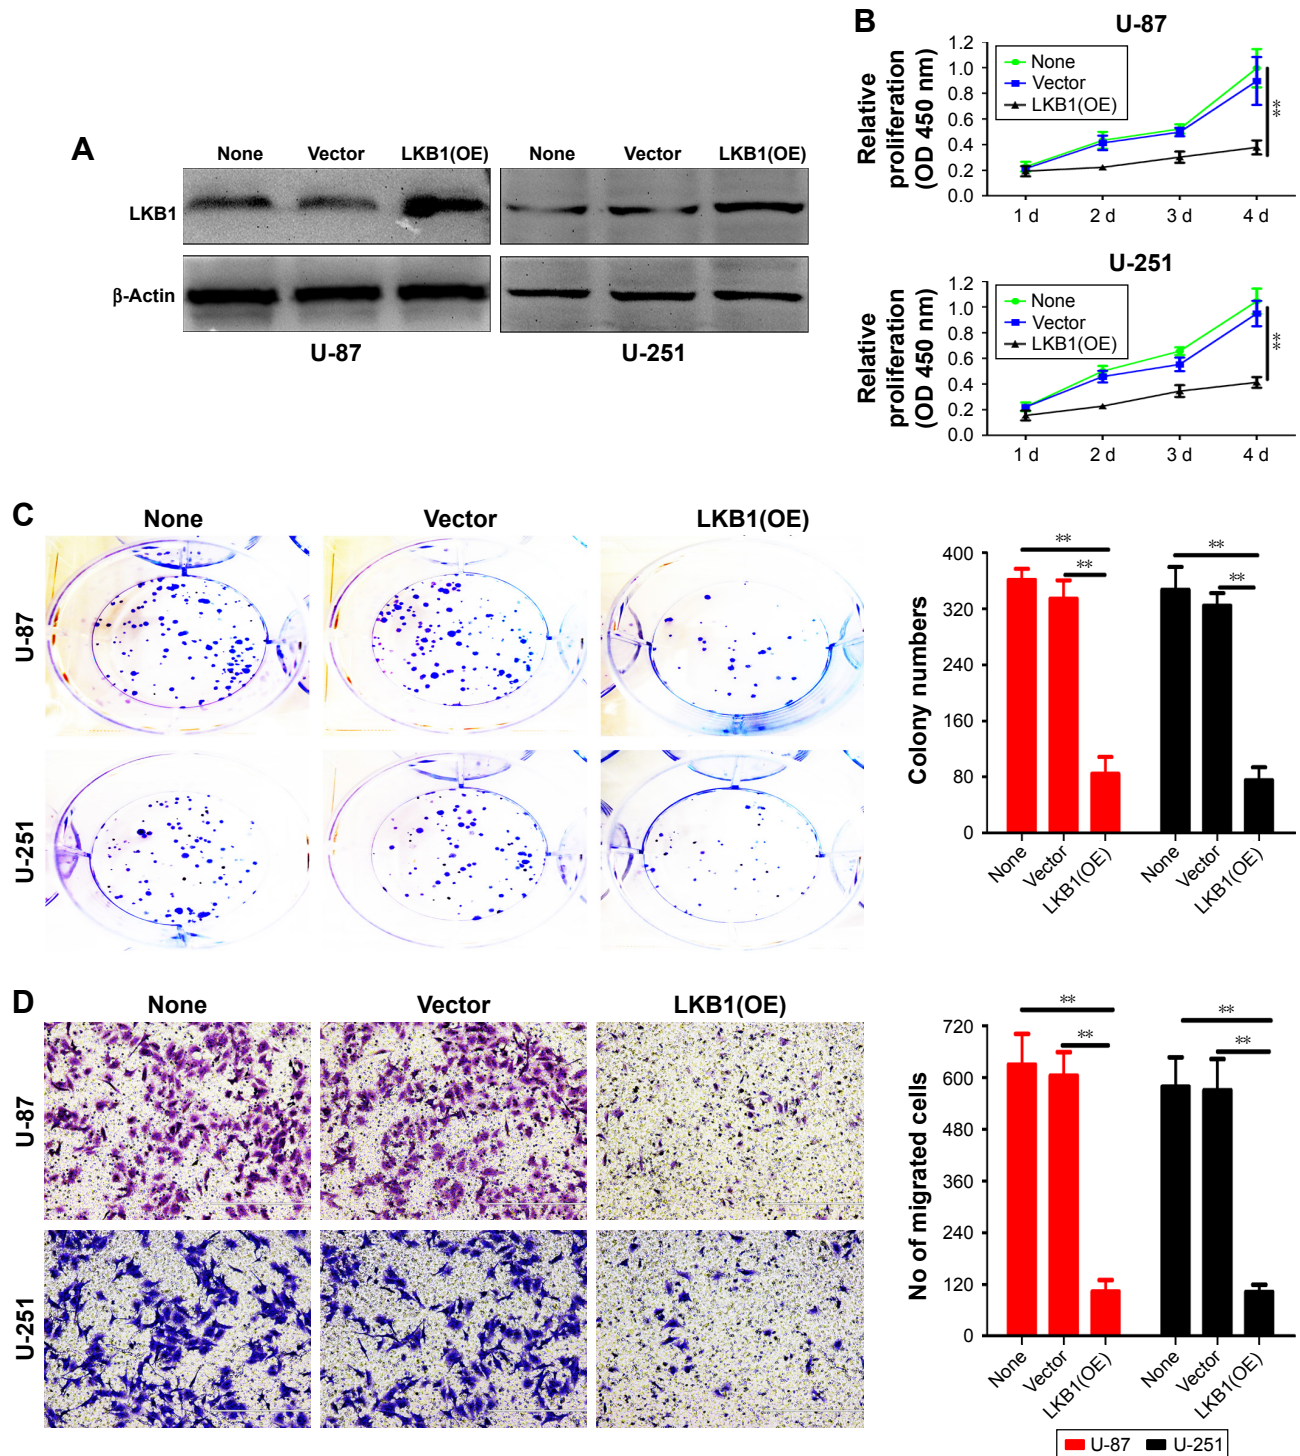 A
None Vector LKB1(OE) None Vector LKB1(OE)
LKB1
β-Actin
U-87 U-251
B
U-87
Relative
proliferation
(OD 450 nm)
1.2
1.0
0.8
0.6
0.4
0.2
0.0
None
Vector
LKB1(OE)
**
1 d 2 d 3 d 4 d
U-251
Relative
proliferation
(OD 450 nm)
1.2
1.0
0.8
0.6
0.4
0.2
0.0
None
Vector
LKB1(OE)
**
1 d 2 d 3 d 4 d
C
None Vector LKB1(OE)
U-87
U-251
Colony numbers
400
320
240
160
80
0
** **
** **
None Vector LKB1(OE) None Vector LKB1(OE)
D
None Vector LKB1(OE)
U-87
U-251
No of migrated cells
720
600
480
360
240
120
0
** **
** **
None Vector LKB1(OE) None Vector LKB1(OE)
U-87 U-251